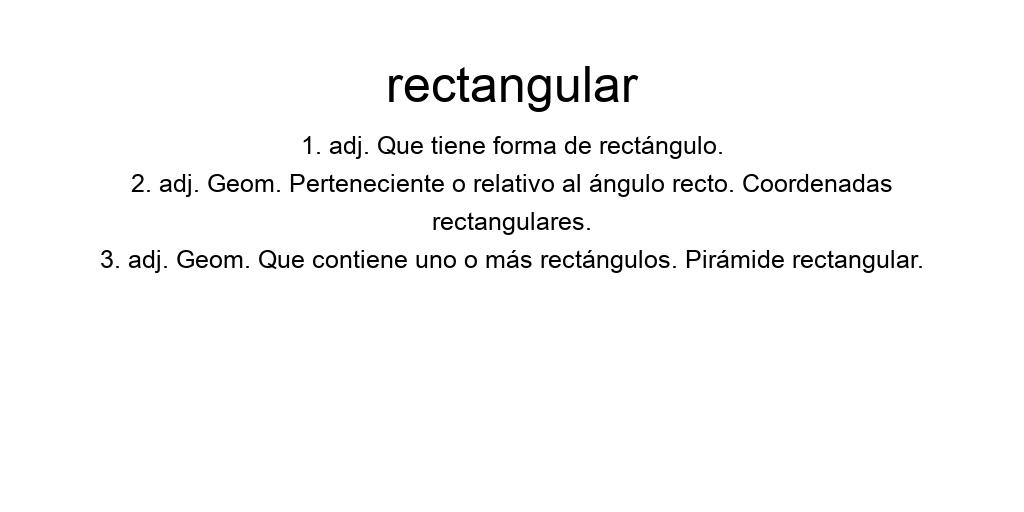 rectangular
1. adj. Que tiene forma de rectángulo.
2. adj. Geom. Perteneciente o relativo al ángulo recto. Coordenadas
rectangulares.
3. adj. Geom. Que contiene uno o más rectángulos. Pirámide rectangular.